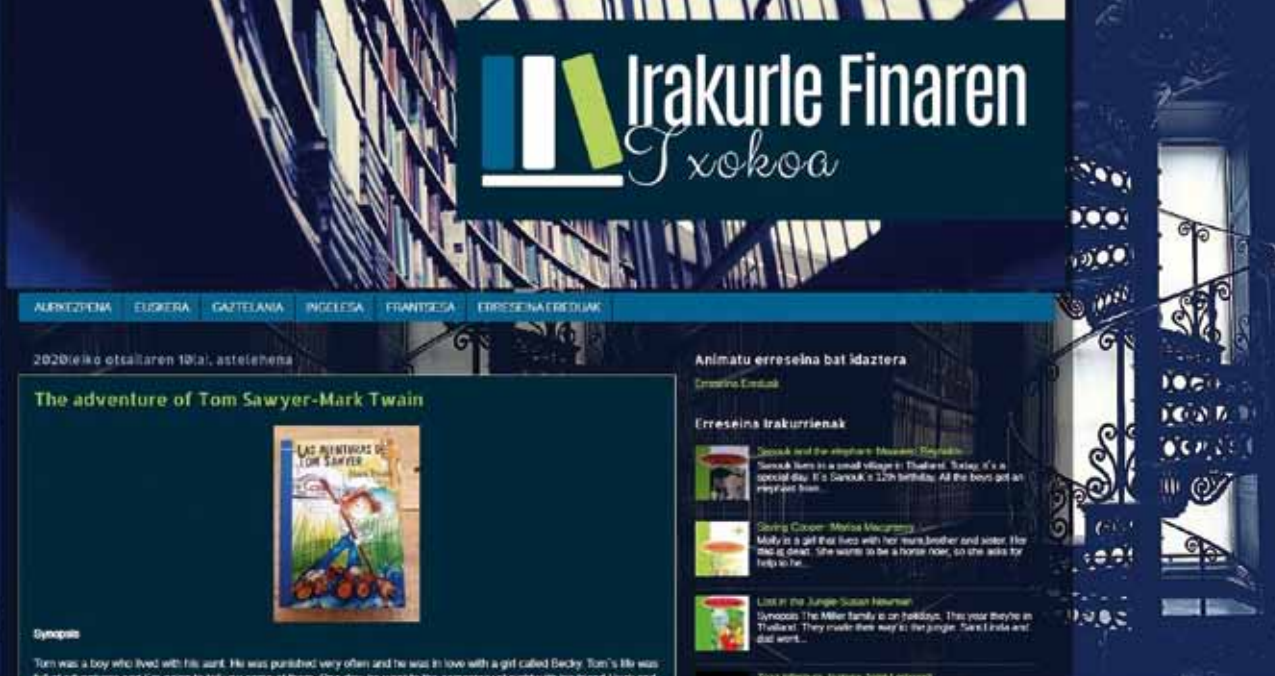 Irakurle Finaren
Txokoa
AURKEZPENA EUSKERA GAZTELANIA INGELESA FRANTSESA ERRESEINA EREDUAK
2020(e)ko otsailaren 10(a), astelehena
The adventure of Tom Sawyer-Mark Twain
LAS AVENTURAS DE
TOM SAWYER
Synopsis
Tom was a boy who lived with his aunt. He was punished very often and he was in love with a girl called Becky. Tom's life was
Animatu erreseina bat idaztera
Erreseina Ereduak
Erreseina Irakurrienak
Sanouk and the elephant- Maureen
Sanouk lives in a small village in Thailand. Today, it's a
special day. It's Sanouk's 12th birthday. All the boys get an
elephant from...
Saving Cooper- Marisa
Molly is a girl that lives with her mum,brother and sister. Her
dad is dead. She wants to be a horse rider, so she asks for
help to he...
Lost in the Jungle-Susan Newman
Synopsis The Miller family is on holidays, This year they're in
Thailand. They made their way to the jungle. Sam,Linda and
dad went...